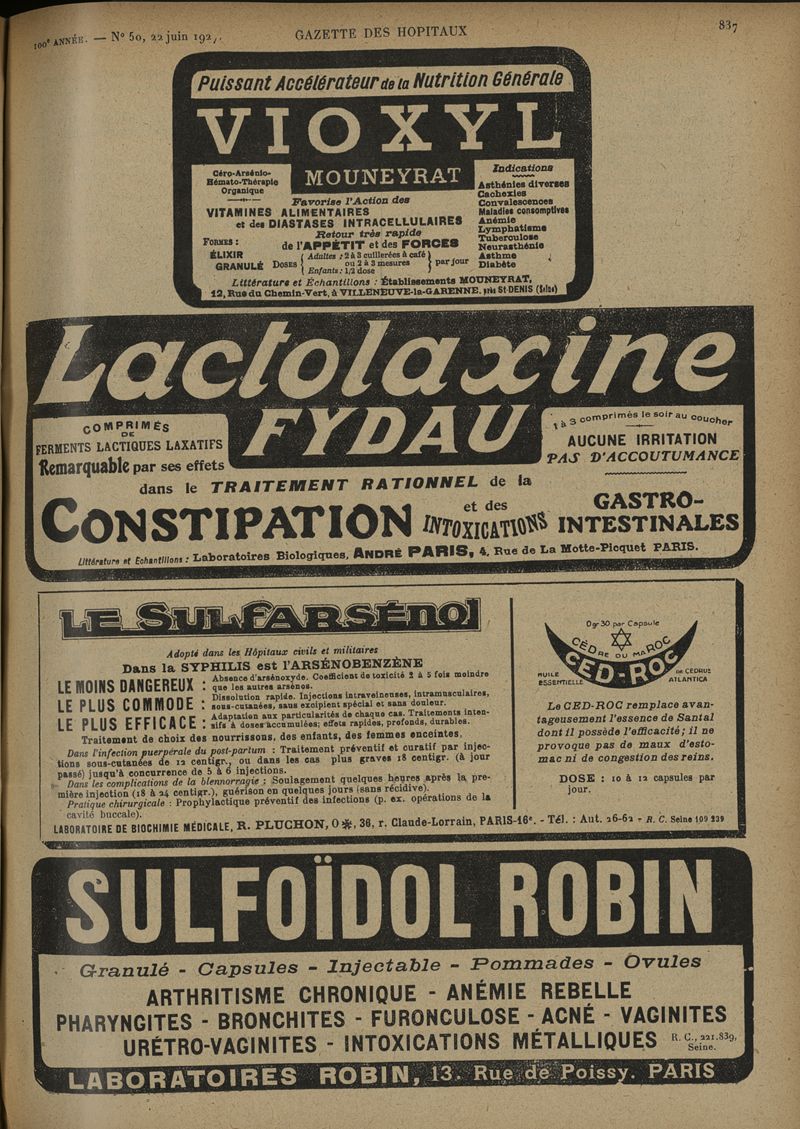 100e ANNÉE. — No 50, 22 juin 192
GAZETTE DES HOPITAUX
837
Puissant Accélérateur de la Nutrition Générale
VIOXYL
MOUNEYRAT
Céro-Arsénio-
Hémato-Thérapie
Organique
Favorise l'Action des
VITAMINES ALIMENTAIRES
et des DIASTASES INTRACELLULAIRES
Retour très rapide
de l'APPÉTIT et des FORCES
FORMES :
ÉLIXIR
GRANULÉ
DOSES { Adultes : 2 à 3 cuillerées à café
ou 2 à 3 mesures } par jour
Enfants : 1/2 dose
Indications
Asthénies diverses
Cachexies
Convalescences
Maladies consomptives
Anémie
Lymphatisme
Tuberculose
Neurasthénie
Asthme
Diabète
Littérature et Échantillons : Établissements MOUNEYRAT,
12, Rue du Chemin-Vert, à VILLENEUVE-la-GARENNE, près St-DENIS (Seine)
Lactolaxine
FYDAU
COMPRIMÉS
DE
FERMENTS LACTIQUES LAXATIFS
Remarquable par ses effets
1 à 3 comprimés le soir au coucher
AUCUNE IRRITATION
PAS D'ACCOUTUMANCE
dans le TRAITEMENT RATIONNEL de la
CONSTIPATION et des INTOXICATIONS GASTRO-
INTESTINALES
Littérature et Échantillons : Laboratoires Biologiques, ANDRÉ PARIS, 4, Rue de La Motte-Picquet PARIS.
LE SULFARSÉNOL
Adopté dans les Hôpitaux civils et militaires
Dans la SYPHILIS est l'ARSÉNOBENZÈNE
LE MOINS DANGEREUX : Absence d'arsénoxyde. Coefficient de toxicité 2 à 5 fois moindre
que les autres arsénos.
LE PLUS COMMODE : Dissolution rapide. Injections intraveineuses, intramusculaires,
sous-cutanées, sans excipient spécial et sans douleur.
LE PLUS EFFICACE : Adaptation aux particularités de chaque cas. Traitements inten-
sifs à doses accumulées; effets rapides, profonds, durables.
Traitement de choix des nourrissons, des enfants, des femmes enceintes.
Dans l'infection puerpérale du post-partum : Traitement préventif et curatif par injec-
tions sous-cutanées de 12 centigr., ou dans les cas plus graves 18 centigr. (à jour
passé) jusqu'à concurrence de 5 à 6 injections.
Dans les complications de la blennorragie : Soulagement quelques heures après la pre-
mière injection (18 à 24 centigr.), guérison en quelques jours (sans récidive).
Pratique chirurgicale : Prophylactique préventif des infections (p. ex. opérations de la
cavité buccale).
LABORATOIRE DE BIOCHIMIE MÉDICALE, R. PLUCHON, O ✻, 36, r. Claude-Lorrain, PARIS-16e. - Tél. : Aut. 26-62 - R. C. Seine 109 239
0 gr 30 par Capsule
CÈDRE DU MAROC
CED-ROC
HUILE
ESSENTIELLE
DE CEDRUS
ATLANTICA
Le CED-ROC remplace avan-
tageusement l'essence de Santal
dont il possède l'efficacité; il ne
provoque pas de maux d'esto-
mac ni de congestion des reins.
DOSE : 10 à 12 capsules par
jour.
SULFOÏDOL ROBIN
Granulé - Capsules - Injectable - Pommades - Ovules
ARTHRITISME CHRONIQUE - ANÉMIE REBELLE
PHARYNGITES - BRONCHITES - FURONCULOSE - ACNÉ - VAGINITES
URÉTRO-VAGINITES - INTOXICATIONS MÉTALLIQUES
R. C., 221.839,
Seine.
LABORATOIRES ROBIN, 13, Rue de Poissy, PARIS